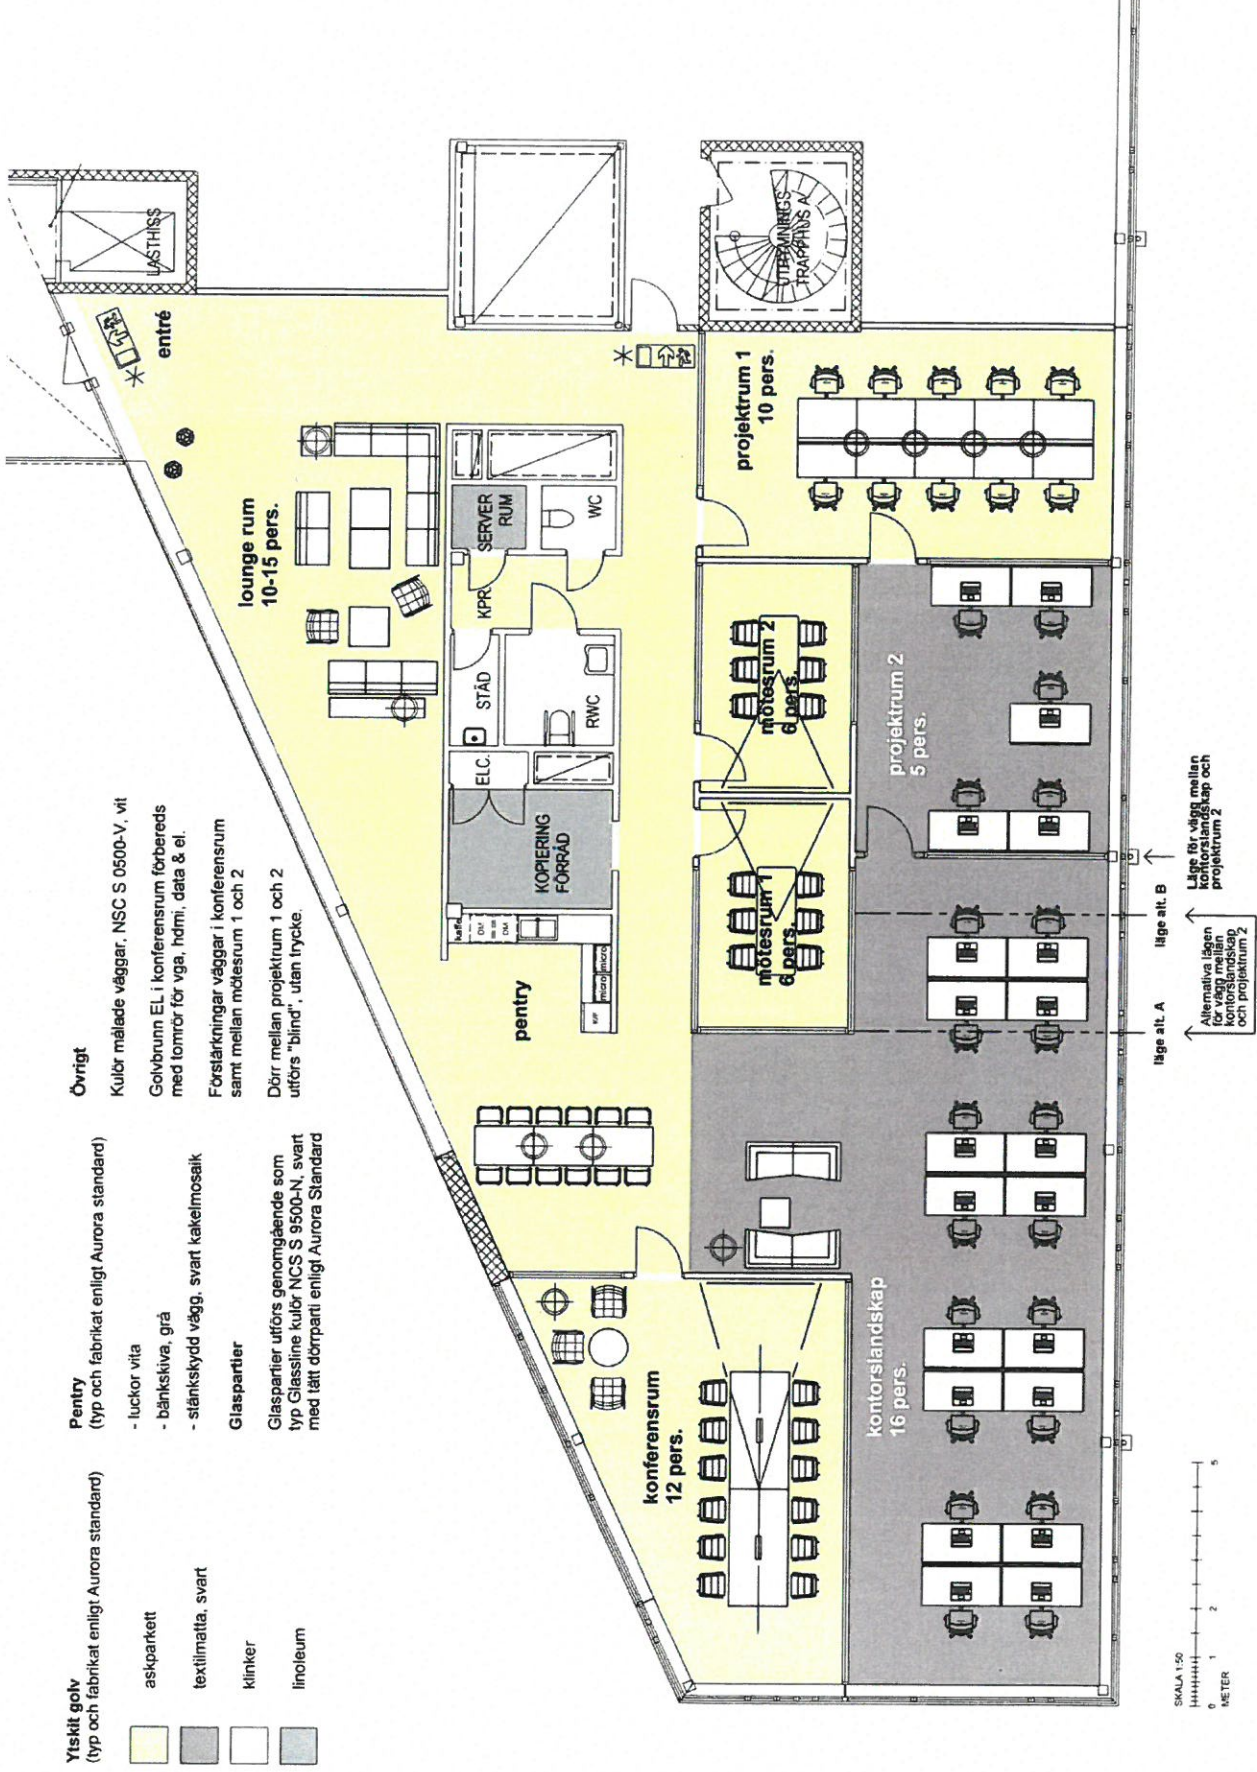 Ytskit golv
(typ och fabrikat enligt Aurora standard)
askparkett
textilmatta, svart
klinker
linoleum
Pentry
(typ och fabrikat enligt Aurora standard)
- luckor vita
- bänkskiva, grå
- stänkskydd vägg, svart kakelmosaik
Glaspartier
Glaspartier utförs genomgående som
typ Glassline kulör NCS S 9500-N, svart
med tätt dörrparti enligt Aurora Standard
Övrigt
Kulör målade väggar, NSC S 0500-V, vit
Golvbrunn EL i konferensrum förbereds
med tomrör för vga, hdmi, data & el.
Förstärkningar väggar i konferensrum
samt mellan mötesrum 1 och 2
Dörr mellan projektrum 1 och 2
utförs "blind", utan trycke.
LASTHISS
entré
lounge rum
10-15 pers.
SERVER
RUM
WC
KPR
STÄD
RWC
ELC.
KOPIERING
FÖRRÅD
kaffe
DM
DM
K/F
micro
micro
pentry
UTRYMNINGS
TRAPPHUS A
projektrum 1
10 pers.
mötesrum 2
6 pers.
mötesrum 1
6 pers.
projektrum 2
5 pers.
konferensrum
12 pers.
kontorslandskap
16 pers.
läge alt. A
läge alt. B
Alternativa lägen
för vägg mellan
kontorslandskap
och projektrum 2
Läge för vägg mellan
kontorslandskap och
projektrum 2
SKALA 1:50
0 1 2 5
METER